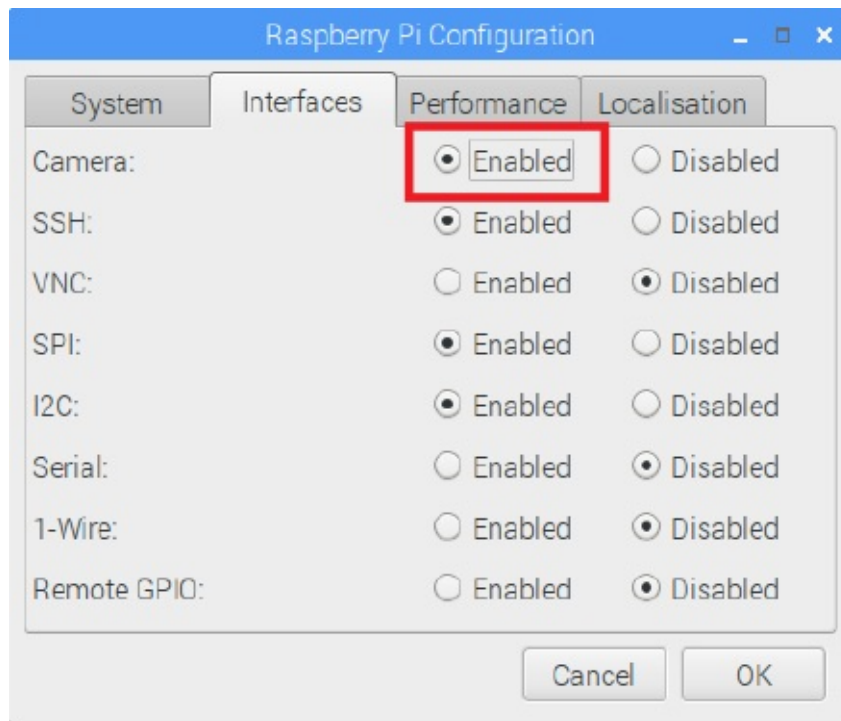 Raspberry Pi Configuration
System Interfaces Performance Localisation
Camera: Enabled Disabled
SSH: Enabled Disabled
VNC: Enabled Disabled
SPI: Enabled Disabled
I2C: Enabled Disabled
Serial: Enabled Disabled
1-Wire: Enabled Disabled
Remote GPIO: Enabled Disabled
Cancel OK